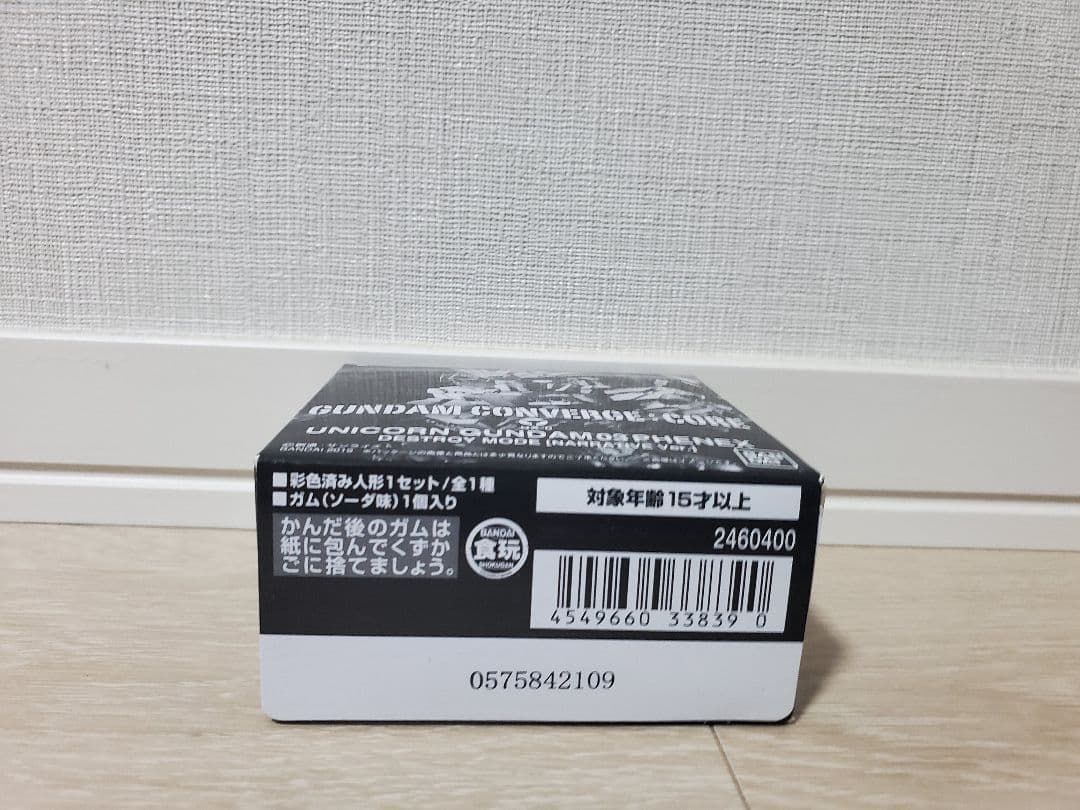 GUNDAM CONVERGE:CORE
UNICORN GUNDAM 03 PHENEX
DESTROY MODE (NARRATIVE Ver.)
BANDAI 2019
■彩色済み人形1セット/全1種
■ガム(ソーダ味)1個入り
かんだ後のガムは
紙に包んでくずか
ごに捨てましょう。
BANDAI
食玩
SHOKUGAN
対象年齢15才以上
2460400
4549660 33839 0
0575842109